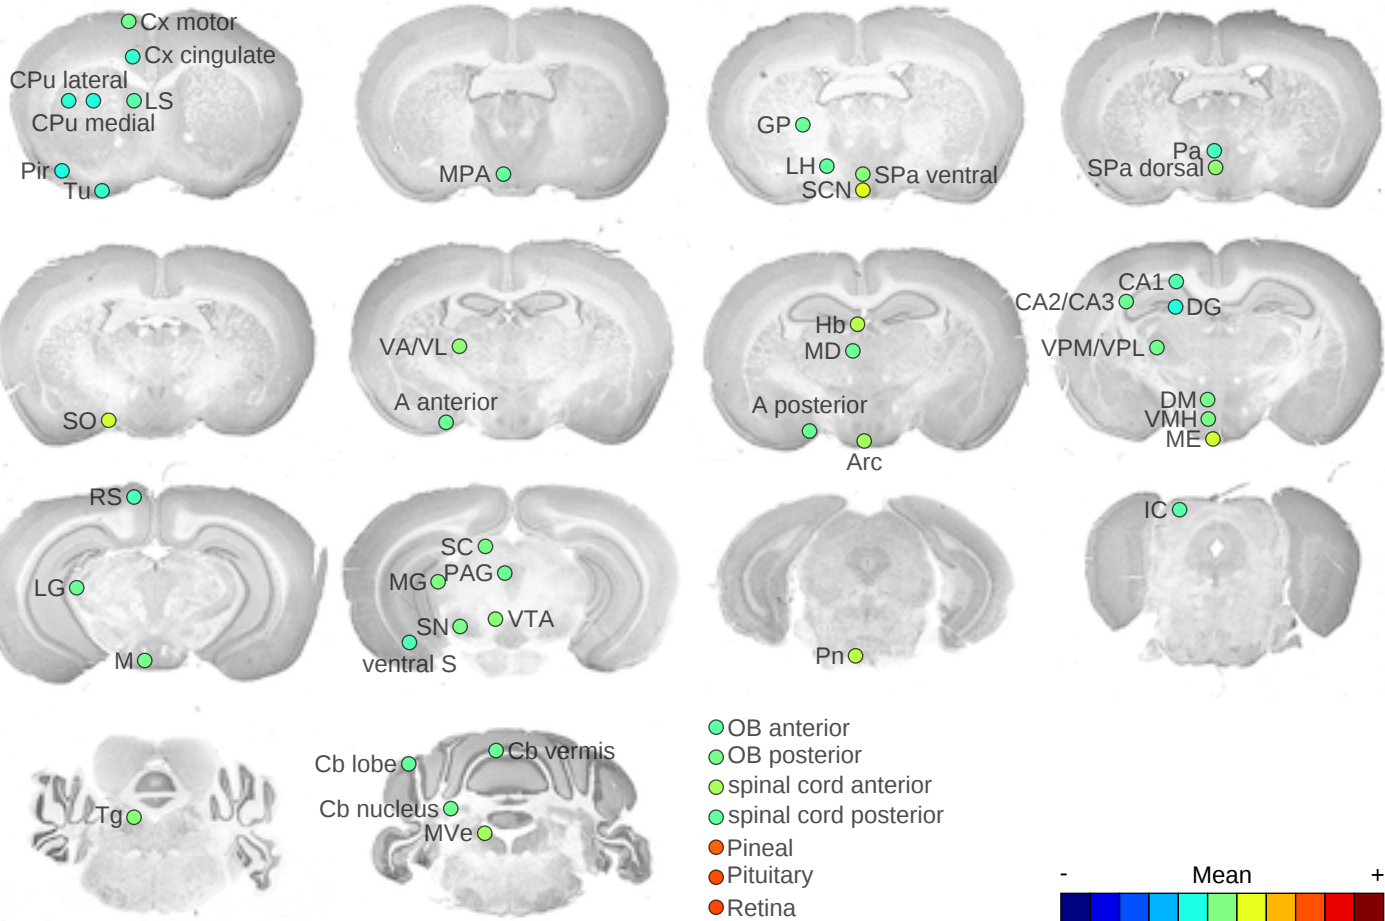 Cx motor
Cx cingulate
CPu lateral
LS
CPu medial
Pir
Tu
MPA
GP
LH
SPa ventral
SCN
Pa
SPa dorsal
SO
VA/VL
A anterior
Hb
MD
A posterior
Arc
CA1
CA2/CA3
DG
VPM/VPL
DM
VMH
ME
RS
LG
M
SC
PAG
MG
VTA
SN
ventral S
Pn
IC
Tg
Cb vermis
Cb lobe
Cb nucleus
MVe
OB anterior
OB posterior
spinal cord anterior
spinal cord posterior
Pineal
Pituitary
Retina
- Mean +